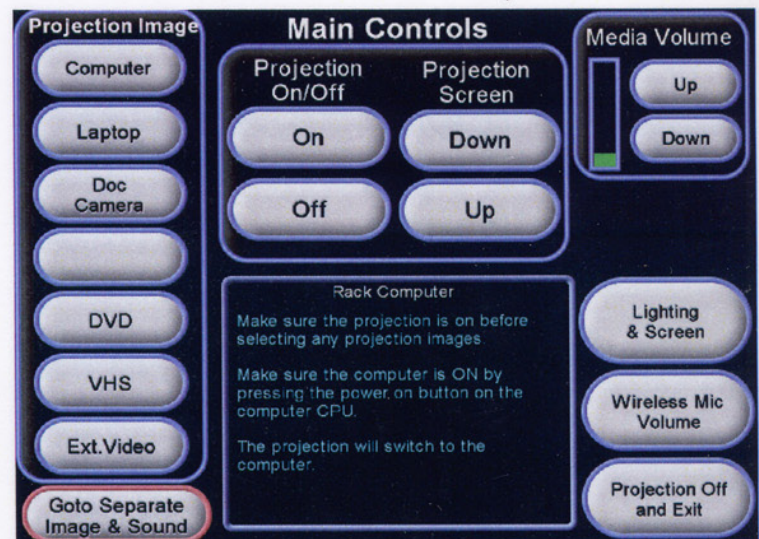 Projection Image
Computer
Laptop
Doc
Camera
DVD
VHS
Ext.Video
Goto Separate
Image & Sound
Main Controls
Projection
On/Off
On
Off
Projection
Screen
Down
Up
Rack Computer
Make sure the projection is on before
selecting any projection images
Make sure the computer is ON by
pressing the power on button on the
computer CPU.
The projection will switch to the
computer.
Media Volume
Up
Down
Lighting
& Screen
Wireless Mic
Volume
Projection Off
and Exit